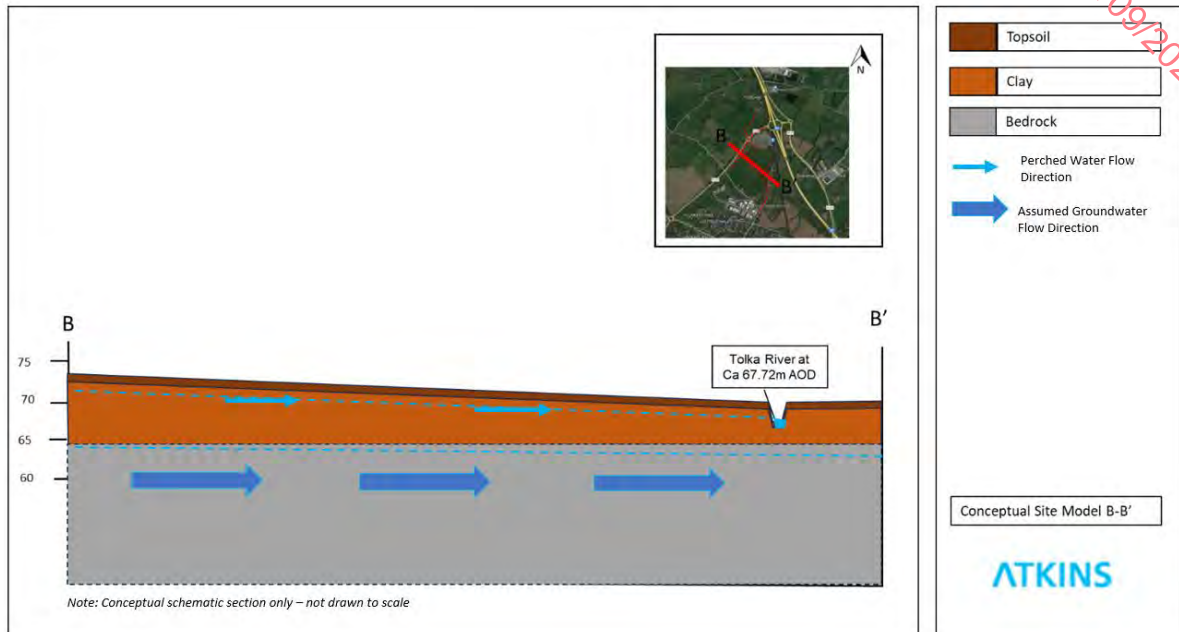 N
B
B'
B
B'
75
70
65
60
Tolka River at
Ca 67.72m AOD
Note: Conceptual schematic section only – not drawn to scale
Topsoil
Clay
Bedrock
Perched Water Flow
Direction
Assumed Groundwater
Flow Direction
Conceptual Site Model B-B'
ATKINS